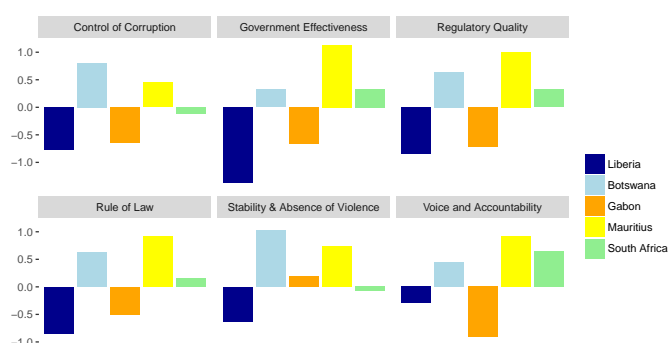 Control of Corruption
Government Effectiveness
Regulatory Quality
1.0
0.5
0.0
−0.5
−1.0
Liberia
Botswana
Gabon
Mauritius
South Africa
Rule of Law
Stability & Absence of Violence
Voice and Accountability
1.0
0.5
0.0
−0.5
−1.0